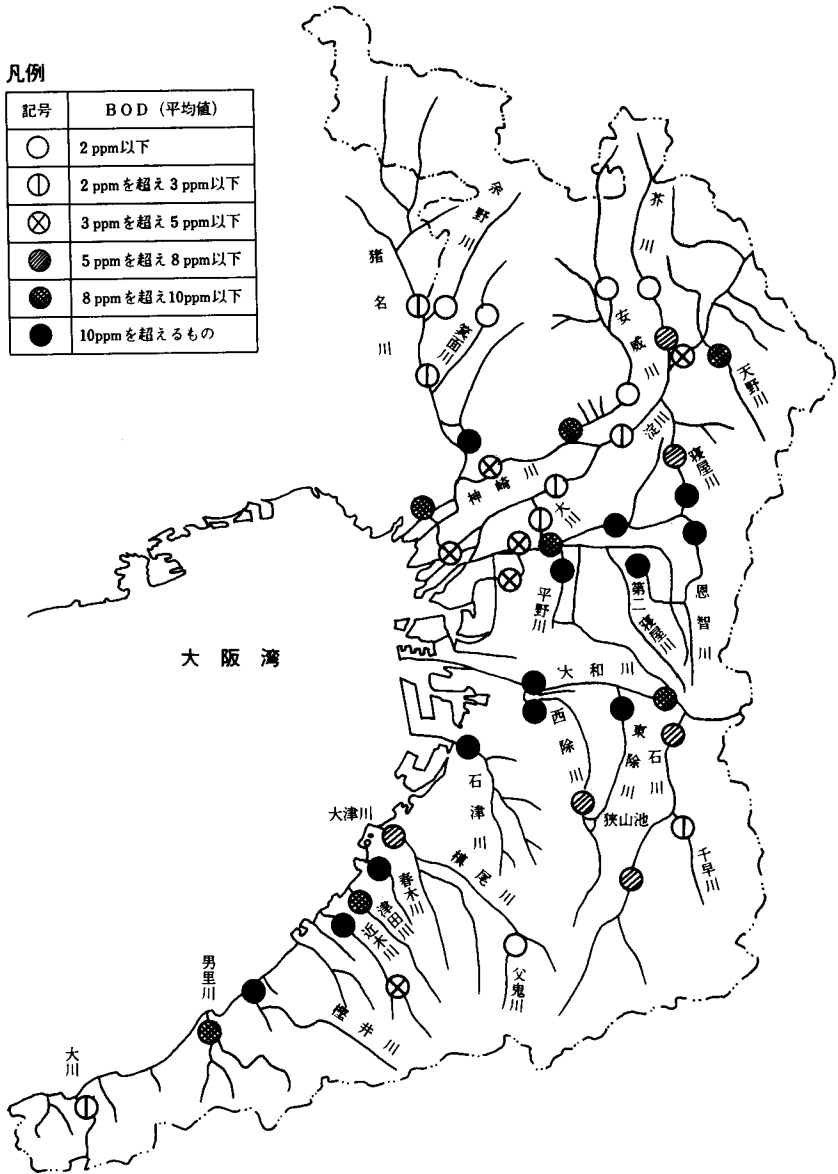 凡例
記号 BOD (平均値)
2 ppm以下
2 ppmを超え 3 ppm以下
3 ppmを超え 5 ppm以下
5 ppmを超え 8 ppm以下
8 ppmを超え10ppm以下
10ppmを超えるもの
余野川
芥川
猪名川
箕面川
安威川
天野川
淀川
寝屋川
神崎川
大川
平野川
第二寝屋川
恩智川
大阪湾
大和川
西除川
東除川
石川
石津川
狭山池
大津川
槇尾川
千早川
春木川
津田川
近木川
父鬼川
男里川
樫井川
大川